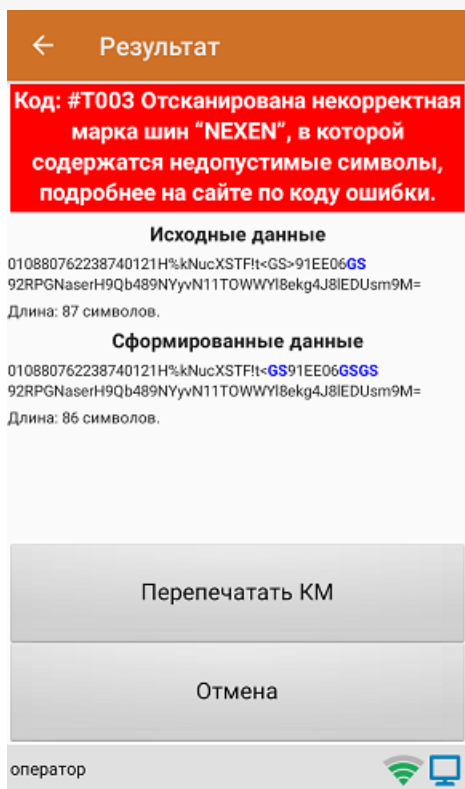 Результат
Код: #T003 Отсканирована некорректная
марка шин “NEXEN”, в которой
содержатся недопустимые символы,
подробнее на сайте по коду ошибки.
Исходные данные
010880762238740121H%kNucXSTF!t<GS>91EE06GS
92RPGNaserH9Qb489NYyvN11TOWWYl8ekg4J8lEDUsm9M=
Длина: 87 символов.
Сформированные данные
010880762238740121H%kNucXSTF!t<GS91EE06GSGS
92RPGNaserH9Qb489NYyvN11TOWWYl8ekg4J8lEDUsm9M=
Длина: 86 символов.
Перепечатать КМ
Отмена
оператор